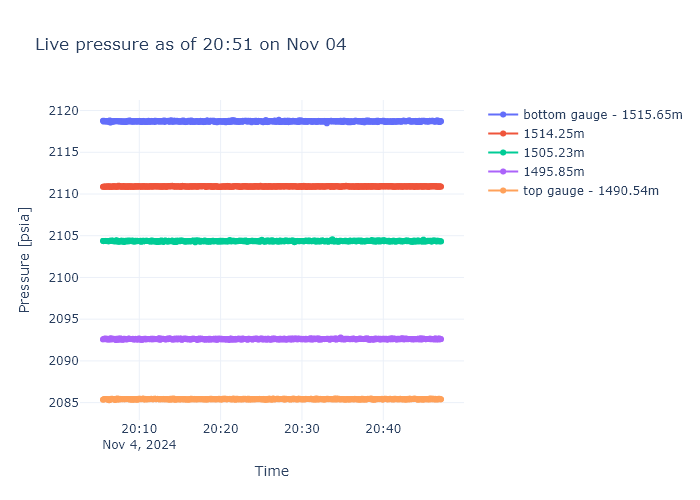 Live pressure as of 20:51 on Nov 04
2120
2115
2110
2105
2100
2095
2090
2085
Pressure [psia]
20:10
20:20
20:30
20:40
Nov 4, 2024
Time
bottom gauge - 1515.65m
1514.25m
1505.23m
1495.85m
top gauge - 1490.54m